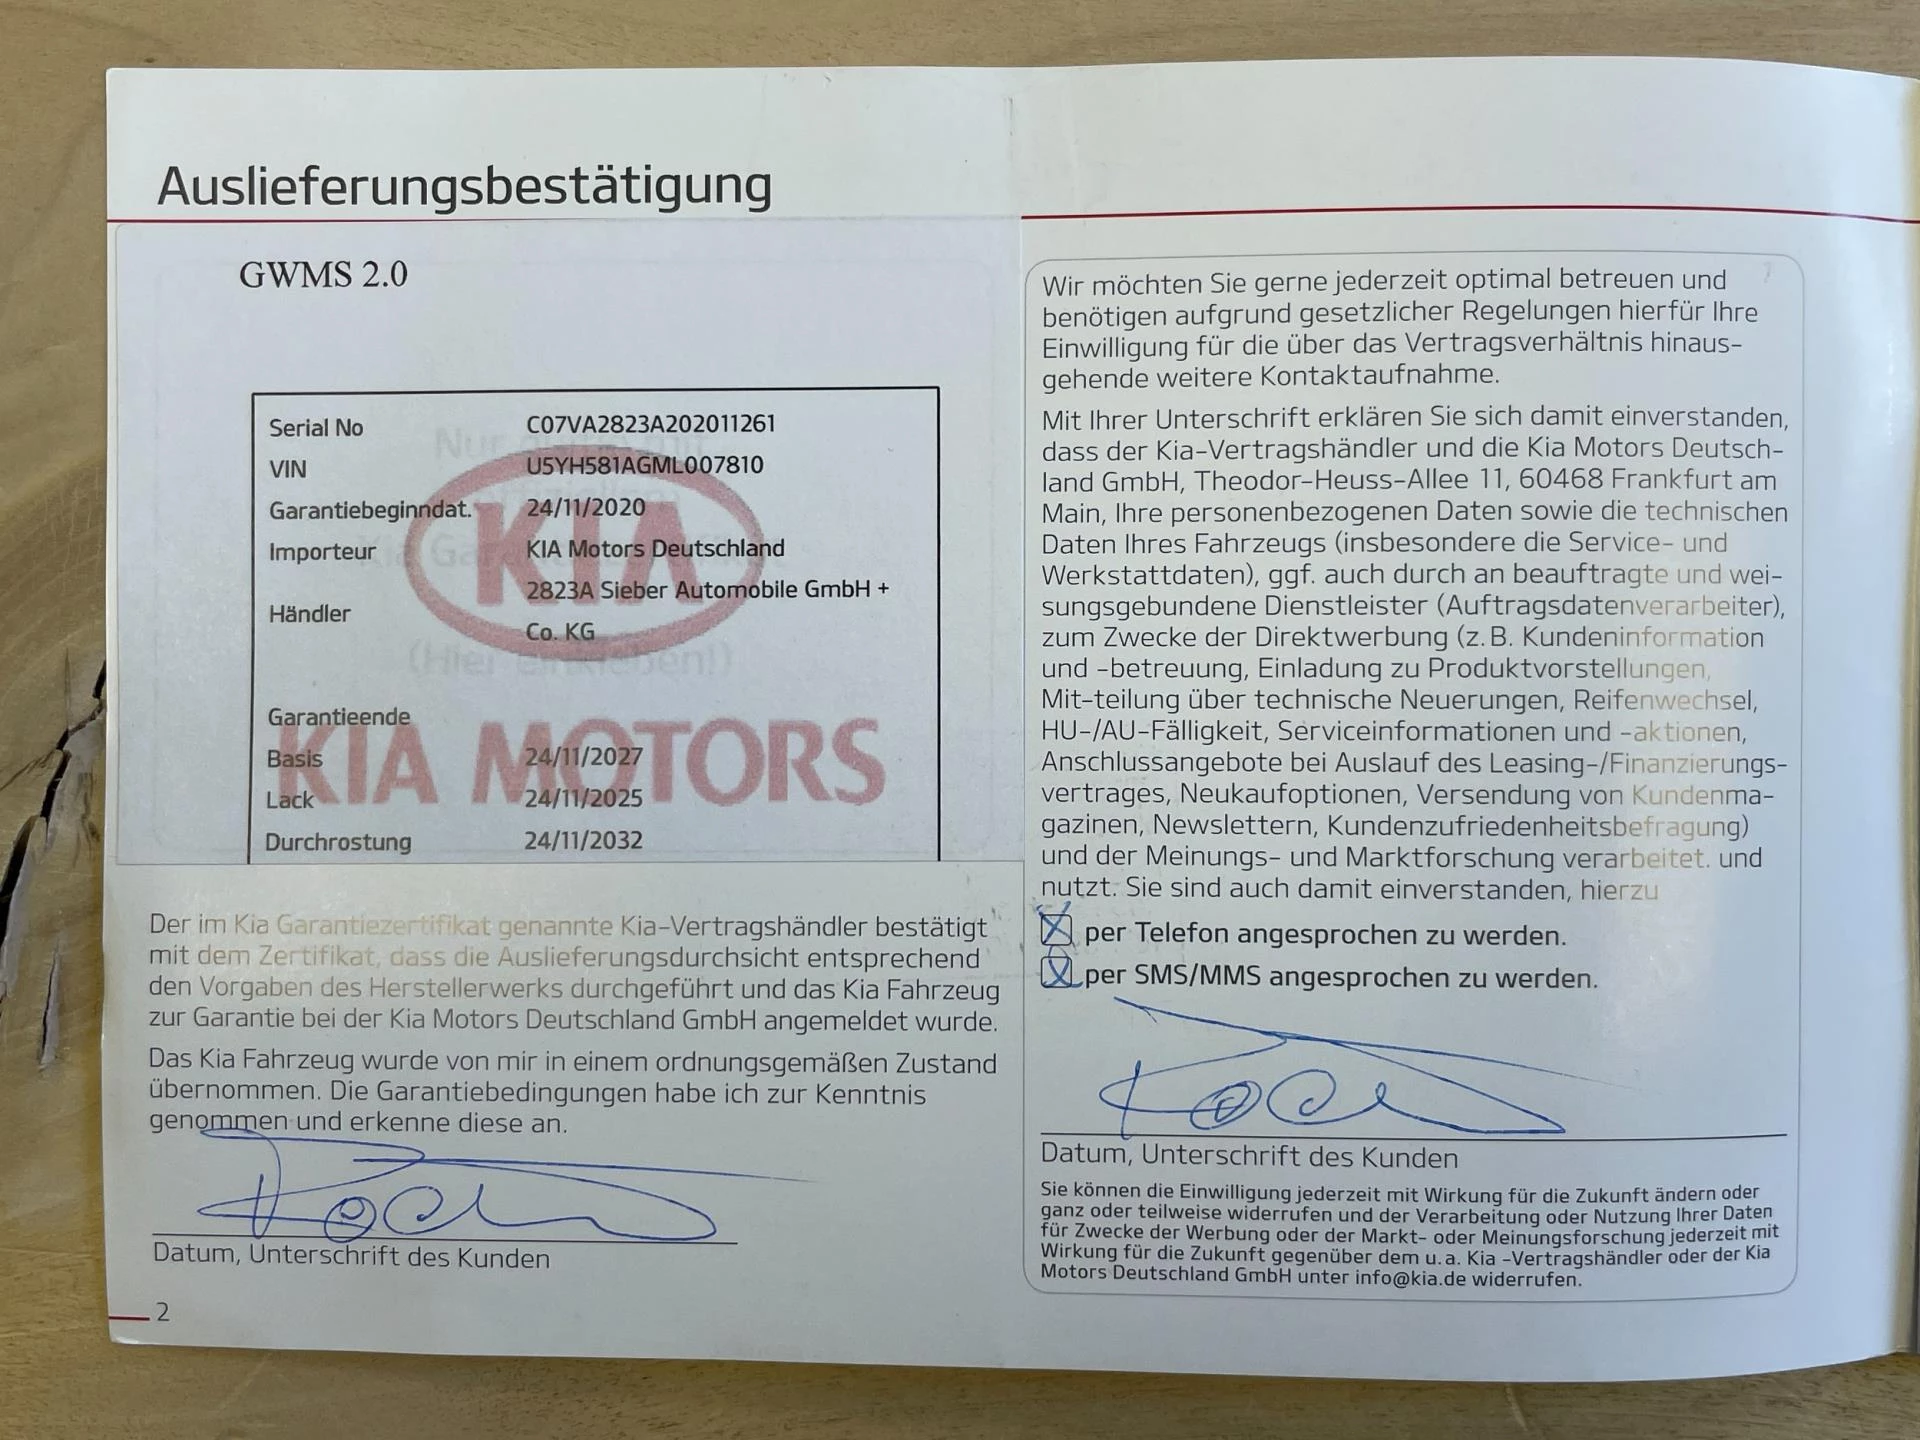 Auslieferungsbestätigung
GWMS 2.0
Serial No C07VA2823A202011261
VIN U5YH581AGML007810
Garantiebeginndat. 24/11/2020
Importeur KIA Motors Deutschland
Händler 2823A Sieber Automobile GmbH +
Co. KG
KIA
(Hier einkleben!)
Garantieende
KIA MOTORS
Basis 24/11/2027
Lack 24/11/2025
Durchrostung 24/11/2032
Der im Kia Garantiezertifikat genannte Kia-Vertragshändler bestätigt
mit dem Zertifikat, dass die Auslieferungsdurchsicht entsprechend
den Vorgaben des Herstellerwerks durchgeführt und das Kia Fahrzeug
zur Garantie bei der Kia Motors Deutschland GmbH angemeldet wurde.
Das Kia Fahrzeug wurde von mir in einem ordnungsgemäßen Zustand
übernommen. Die Garantiebedingungen habe ich zur Kenntnis
genommen und erkenne diese an.
Datum, Unterschrift des Kunden
2
Wir möchten Sie gerne jederzeit optimal betreuen und
benötigen aufgrund gesetzlicher Regelungen hierfür Ihre
Einwilligung für die über das Vertragsverhältnis hinaus-
gehende weitere Kontaktaufnahme.
Mit Ihrer Unterschrift erklären Sie sich damit einverstanden,
dass der Kia-Vertragshändler und die Kia Motors Deutsch-
land GmbH, Theodor-Heuss-Allee 11, 60468 Frankfurt am
Main, Ihre personenbezogenen Daten sowie die technischen
Daten Ihres Fahrzeugs (insbesondere die Service- und
Werkstattdaten), ggf. auch durch an beauftragte und wei-
sungsgebundene Dienstleister (Auftragsdatenverarbeiter),
zum Zwecke der Direktwerbung (z. B. Kundeninformation
und -betreuung, Einladung zu Produktvorstellungen,
Mit-teilung über technische Neuerungen, Reifenwechsel,
HU-/AU-Fälligkeit, Serviceinformationen und -aktionen,
Anschlussangebote bei Auslauf des Leasing-/Finanzierungs-
vertrages, Neukaufoptionen, Versendung von Kundenma-
gazinen, Newslettern, Kundenzufriedenheitsbefragung)
und der Meinungs- und Marktforschung verarbeitet. und
nutzt. Sie sind auch damit einverstanden, hierzu
per Telefon angesprochen zu werden.
per SMS/MMS angesprochen zu werden.
Datum, Unterschrift des Kunden
Sie können die Einwilligung jederzeit mit Wirkung für die Zukunft ändern oder
ganz oder teilweise widerrufen und der Verarbeitung oder Nutzung Ihrer Daten
für Zwecke der Werbung oder der Markt- oder Meinungsforschung jederzeit mit
Wirkung für die Zukunft gegenüber dem u. a. Kia -Vertragshändler oder der Kia
Motors Deutschland GmbH unter info@kia.de widerrufen.